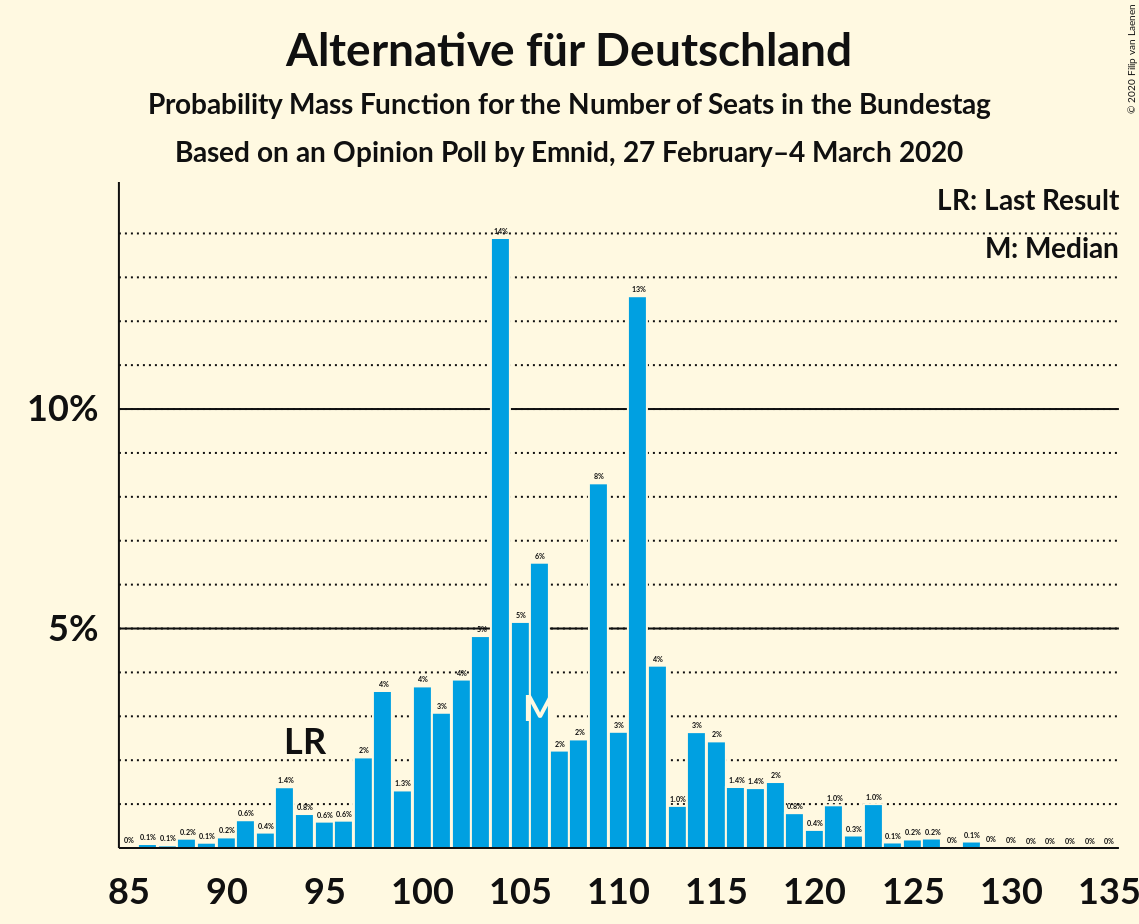 Alternative für Deutschland
Probability Mass Function for the Number of Seats in the Bundestag
Based on an Opinion Poll by Emnid, 27 February–4 March 2020
© 2020 Filip van Laenen
LR: Last Result
M: Median
10%
5%
LR
M
0% 0.1% 0.1% 0.2% 0.1% 0.2% 0.6% 0.4% 1.4% 0.8% 0.6% 0.6% 2% 4% 1.3% 4% 3% 4% 5% 14% 5% 6% 2% 2% 8% 3% 13% 4% 1.0% 3% 2% 1.4% 1.4% 2% 0.8% 0.4% 1.0% 0.3% 1.0% 0.1% 0.2% 0.2% 0% 0.1% 0% 0% 0% 0% 0% 0% 0%
85 90 95 100 105 110 115 120 125 130 135